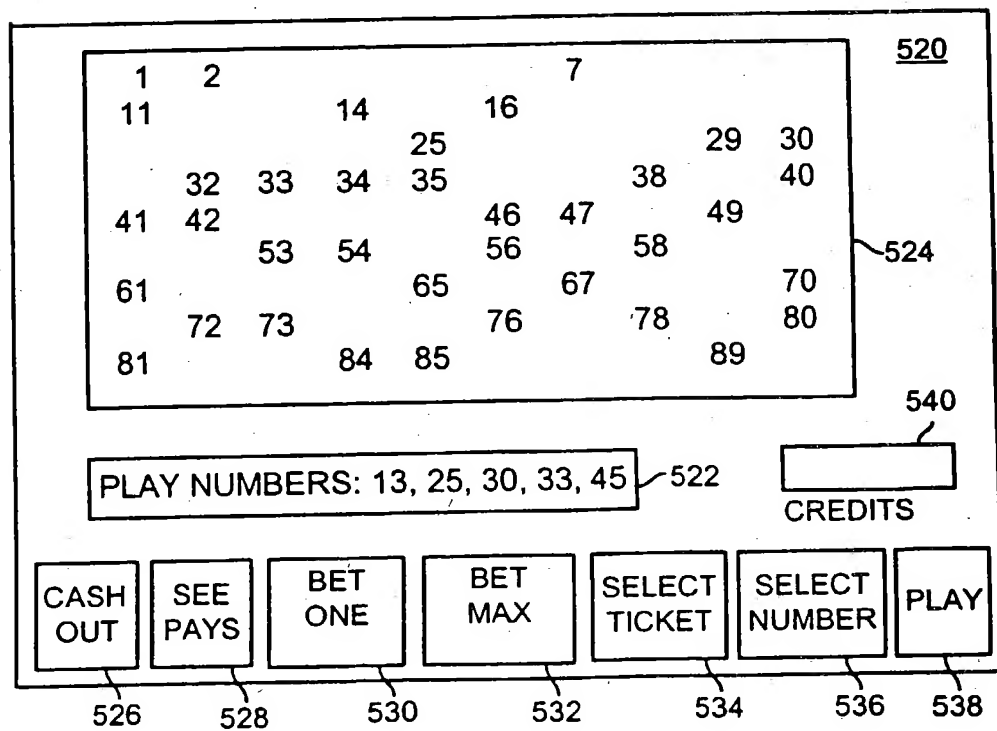 520
1 2 7
11 14 16
25 29 30
32 33 34 35 38 40
41 42 46 47 49
53 54 56 58
524
61 65 67 70
72 73 76 78 80
81 84 85 89
540
PLAY NUMBERS: 13, 25, 30, 33, 45
522
CREDITS
CASH OUT
SEE PAYS
BET ONE
BET MAX
SELECT TICKET
SELECT NUMBER
PLAY
526 528 530 532 534 536 538